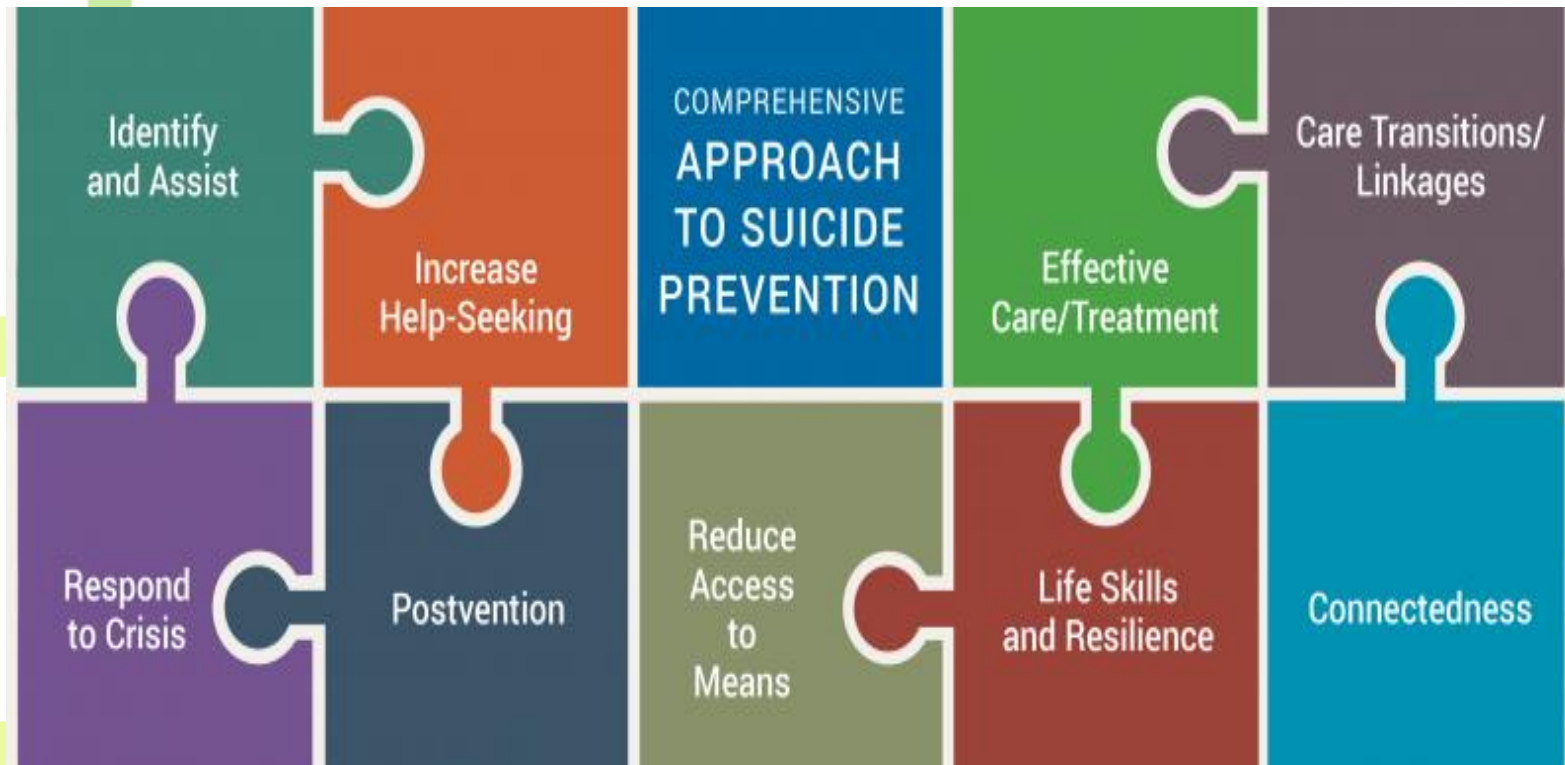 Identify
and Assist
Increase
Help-Seeking
COMPREHENSIVE
APPROACH
TO SUICIDE
PREVENTION
Effective
Care/Treatment
Care Transitions/
Linkages
Respond
to Crisis
Postvention
Reduce
Access
to
Means
Life Skills
and Resilience
Connectedness